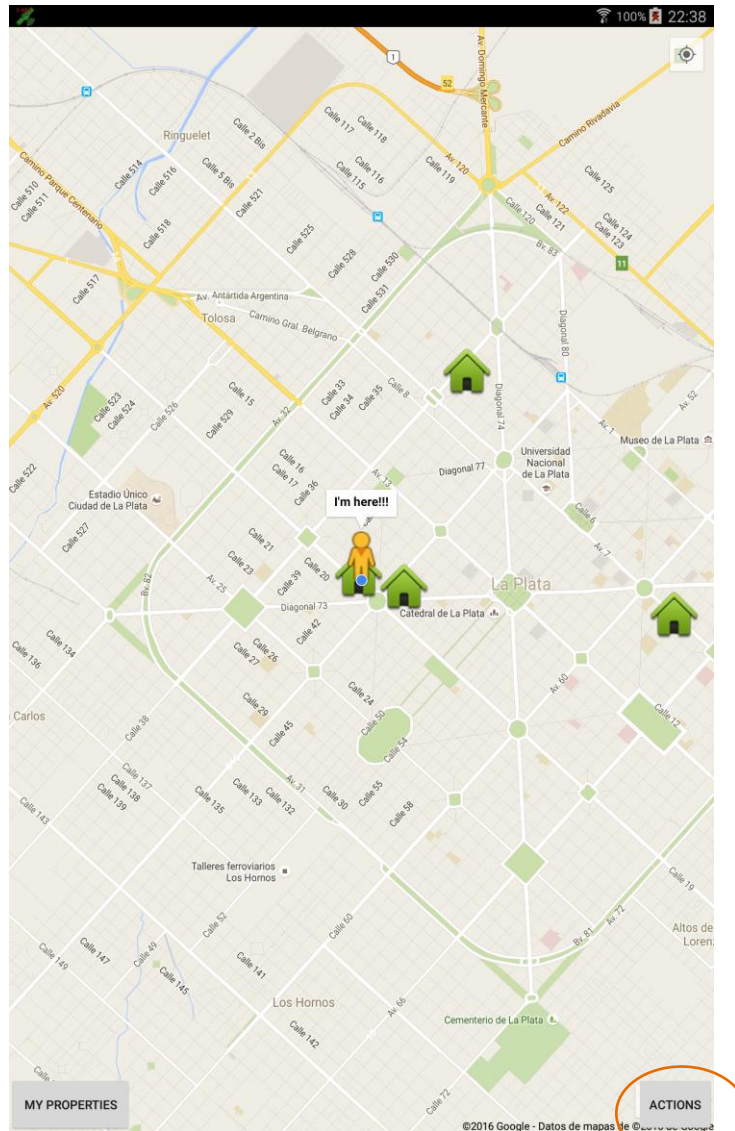 100% 22:38
1
52
Av. Domingo Mercante
Camino Rivadavia
Ringuelet
Calle 2 Bis
Calle 117
Calle 118
Av. 120
Calle 514
Calle 516
Calle 5 Bis
Calle 116
Calle 115
Calle 119
Calle 125
Camino Parque Centenario
Calle 510
Calle 511
Calle 521
Calle 120
Av. 122
Calle 121
Calle 124
Calle 123
Calle 518
Calle 525
Calle 528
Calle 530
Bv. 83
11
Calle 517
Calle 531
Av. Antártida Argentina
Tolosa
Camino Gral. Belgrano
Diagonal 80
Calle 33
Calle 34
Calle 35
Calle 8
Diagonal 74
Av. 520
Calle 523
Calle 524
Calle 526
Calle 15
Calle 529
Av. 32
Av. 52
Av. 1
Museo de La Plata
Calle 522
Calle 16
Calle 17
Calle 36
Av. 13
Diagonal 77
Universidad
Nacional
de La Plata
Estadio Único
Ciudad de La Plata
I'm here!!!
Calle 6
Calle 527
Calle 21
Calle 23
Calle 39
Calle 20
Av. 7
Bv. 82
Av. 25
Diagonal 73
La Plata
Catedral de La Plata
Calle 42
Calle 136
Calle 134
Calle 26
Calle 27
Calle 24
Av. 60
Carlos
Calle 38
Calle 29
Calle 45
Calle 50
Calle 54
Calle 12
Calle 137
Calle 138
Calle 139
Av. 31
Calle 143
Calle 135
Calle 133
Calle 132
Calle 30
Calle 55
Calle 58
Talleres ferroviarios
Los Hornos
Calle 19
Calle 52
Calle 60
Bv. 81
Av. 72
Altos de
Loren
Calle 149
Calle 147
Calle 49
Calle 145
Calle 141
Los Hornos
Av. 66
Calle 142
Cementerio de La Plata
Calle
Calle 72
MY PROPERTIES
ACTIONS
©2016 Google - Datos de mapas de ©2016 de Google